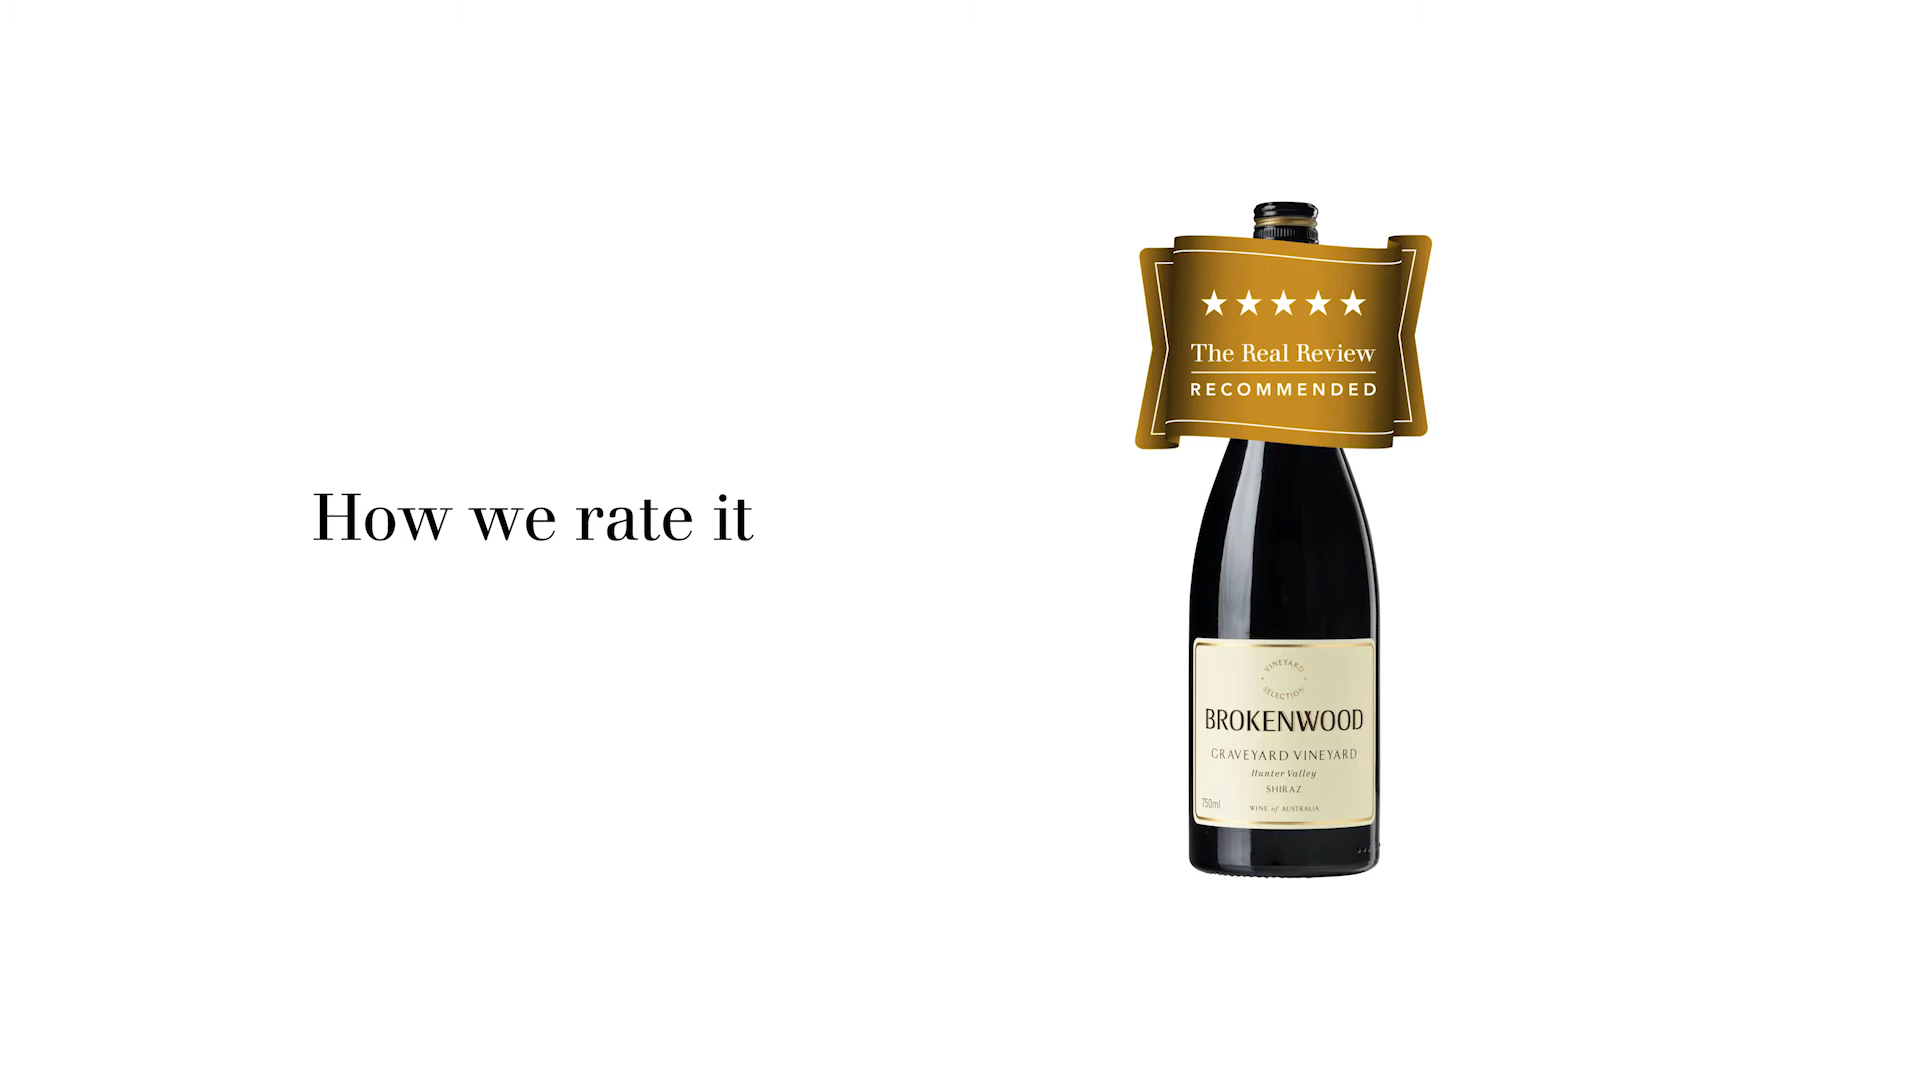 How we rate it
The Real Review
RECOMMENDED
VINEYARD
SELECTION
BROKENWOOD
GRAVEYARD VINEYARD
Hunter Valley
SHIRAZ
750ml
WINE of AUSTRALIA